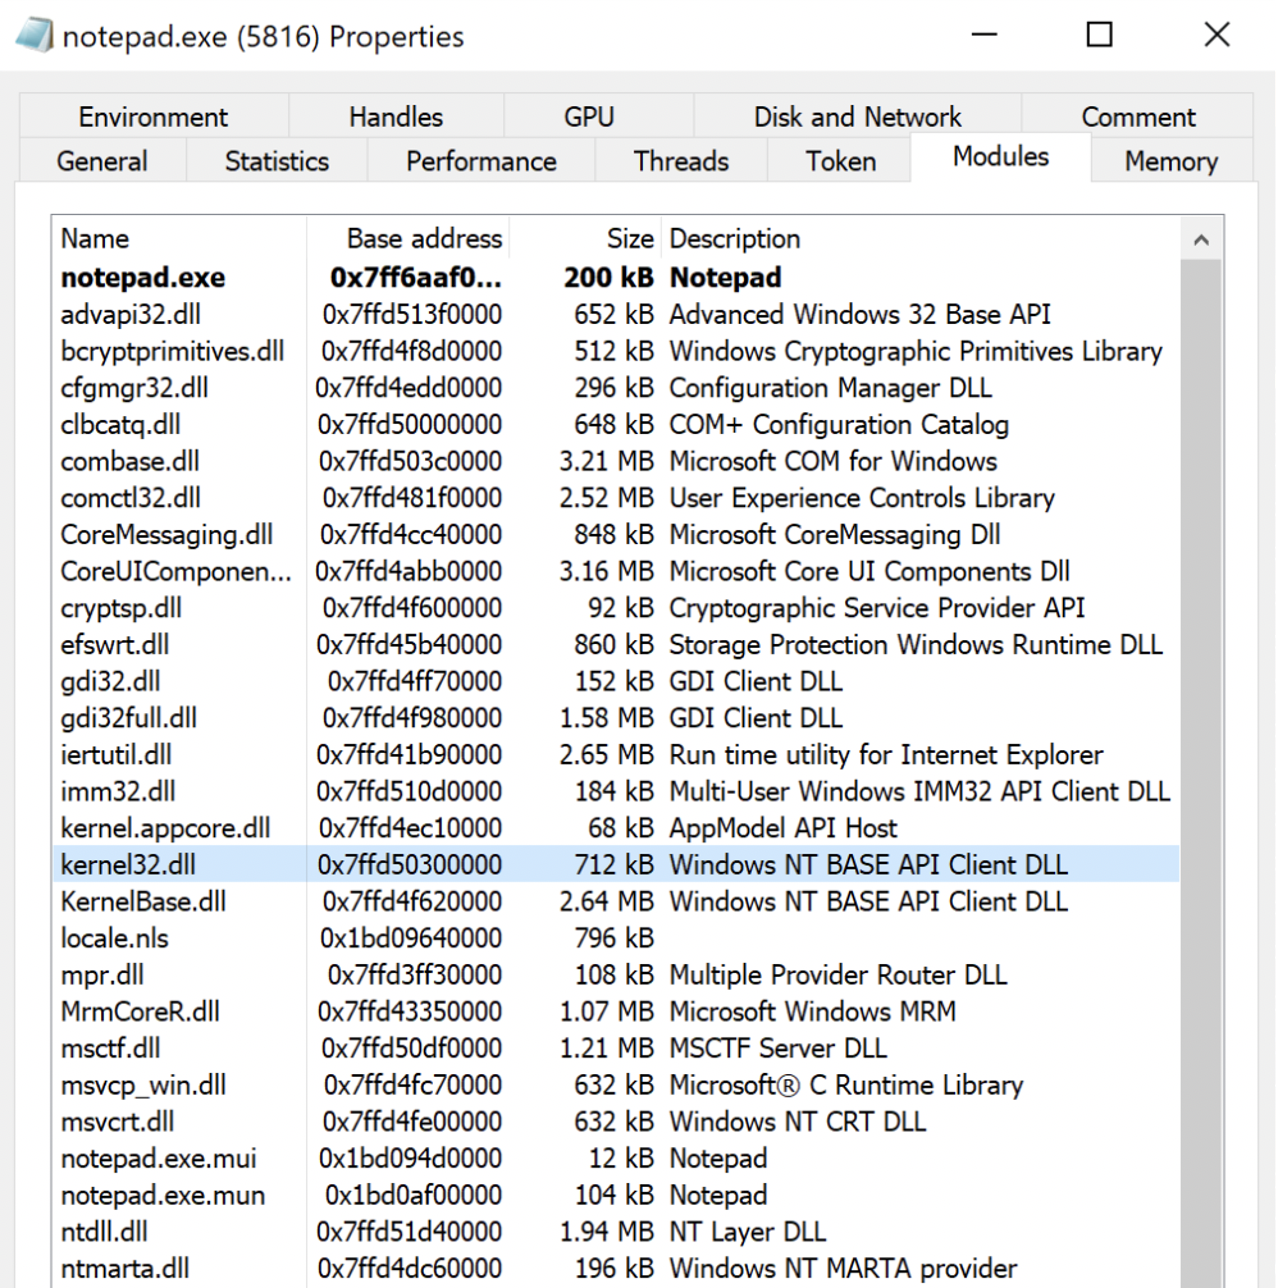 notepad.exe (5816) Properties
Environment Handles GPU Disk and Network Comment
General Statistics Performance Threads Token Modules Memory
Name Base address Size Description
notepad.exe 0x7ff6aaf0... 200 kB Notepad
advapi32.dll 0x7ffd513f0000 652 kB Advanced Windows 32 Base API
bcryptprimitives.dll 0x7ffd4f8d0000 512 kB Windows Cryptographic Primitives Library
cfgmgr32.dll 0x7ffd4edd0000 296 kB Configuration Manager DLL
clbcatq.dll 0x7ffd50000000 648 kB COM+ Configuration Catalog
combase.dll 0x7ffd503c0000 3.21 MB Microsoft COM for Windows
comctl32.dll 0x7ffd481f0000 2.52 MB User Experience Controls Library
CoreMessaging.dll 0x7ffd4cc40000 848 kB Microsoft CoreMessaging Dll
CoreUIComponen... 0x7ffd4abb0000 3.16 MB Microsoft Core UI Components Dll
cryptsp.dll 0x7ffd4f600000 92 kB Cryptographic Service Provider API
efswrt.dll 0x7ffd45b40000 860 kB Storage Protection Windows Runtime DLL
gdi32.dll 0x7ffd4ff70000 152 kB GDI Client DLL
gdi32full.dll 0x7ffd4f980000 1.58 MB GDI Client DLL
iertutil.dll 0x7ffd41b90000 2.65 MB Run time utility for Internet Explorer
imm32.dll 0x7ffd510d0000 184 kB Multi-User Windows IMM32 API Client DLL
kernel.appcore.dll 0x7ffd4ec10000 68 kB AppModel API Host
kernel32.dll 0x7ffd50300000 712 kB Windows NT BASE API Client DLL
KernelBase.dll 0x7ffd4f620000 2.64 MB Windows NT BASE API Client DLL
locale.nls 0x1bd09640000 796 kB
mpr.dll 0x7ffd3ff30000 108 kB Multiple Provider Router DLL
MrmCoreR.dll 0x7ffd43350000 1.07 MB Microsoft Windows MRM
msctf.dll 0x7ffd50df0000 1.21 MB MSCTF Server DLL
msvcp_win.dll 0x7ffd4fc70000 632 kB Microsoft® C Runtime Library
msvcrt.dll 0x7ffd4fe00000 632 kB Windows NT CRT DLL
notepad.exe.mui 0x1bd094d0000 12 kB Notepad
notepad.exe.mun 0x1bd0af00000 104 kB Notepad
ntdll.dll 0x7ffd51d40000 1.94 MB NT Layer DLL
ntmarta.dll 0x7ffd4dc60000 196 kB Windows NT MARTA provider